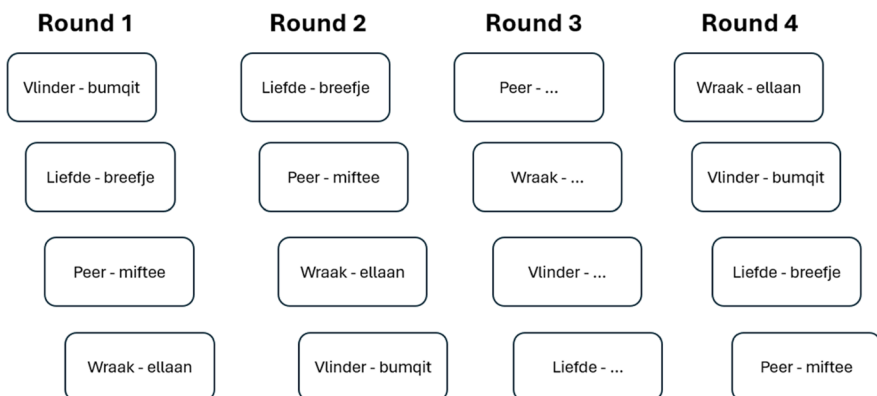 Round 1
Vlinder - bumqit
Liefde - breefje
Peer - miftee
Wraak - ellaan
Round 2
Liefde - breefje
Peer - miftee
Wraak - ellaan
Vlinder - bumqit
Round 3
Peer - ...
Wraak - ...
Vlinder - ...
Liefde - ...
Round 4
Wraak - ellaan
Vlinder - bumqit
Liefde - breefje
Peer - miftee